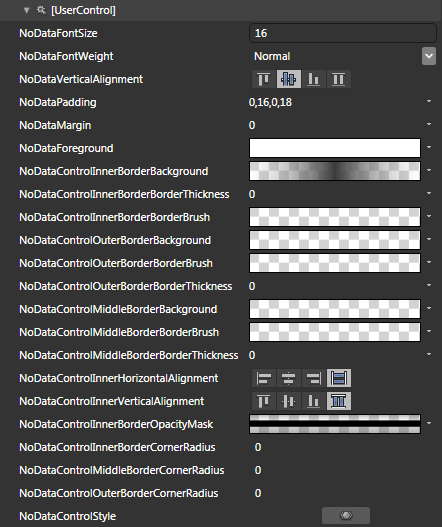 [UserControl]
NoDataFontSize 16
NoDataFontWeight Normal
NoDataVerticalAlignment
NoDataPadding 0,16,0,18
NoDataMargin 0
NoDataForeground
NoDataControlInnerBorderBackground
NoDataControlInnerBorderBorderThickness 0
NoDataControlInnerBorderBorderBrush
NoDataControlOuterBorderBackground
NoDataControlOuterBorderBorderBrush
NoDataControlOuterBorderBorderThickness 0
NoDataControlMiddleBorderBackground
NoDataControlMiddleBorderBorderBrush
NoDataControlMiddleBorderBorderThickness 0
NoDataControlInnerHorizontalAlignment
NoDataControlInnerVerticalAlignment
NoDataControlInnerBorderOpacityMask
NoDataControlInnerBorderCornerRadius 0
NoDataControlMiddleBorderCornerRadius 0
NoDataControlOuterBorderCornerRadius 0
NoDataControlStyle